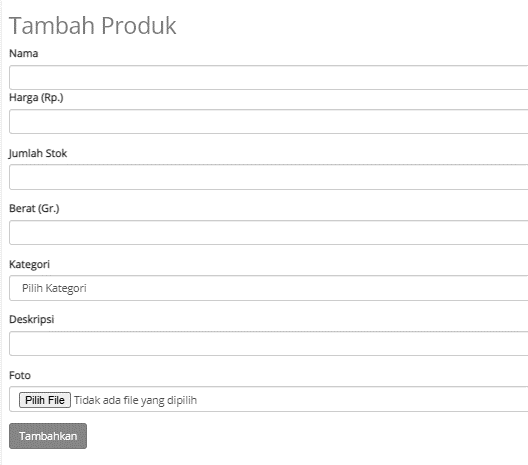 Tambah Produk
Nama
Harga (Rp.)
Jumlah Stok
Berat (Gr.)
Kategori
Pilih Kategori
Deskripsi
Foto
Pilih File Tidak ada file yang dipilih
Tambahkan